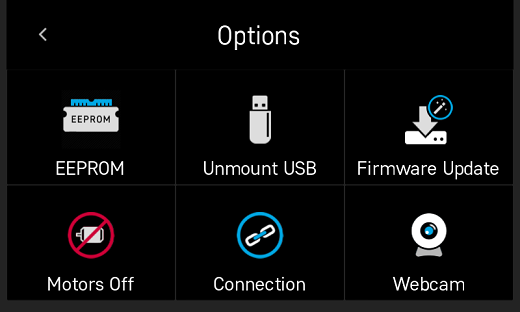 Options
EEPROM
EEPROM
Unmount USB
Firmware Update
Motors Off
Connection
Webcam